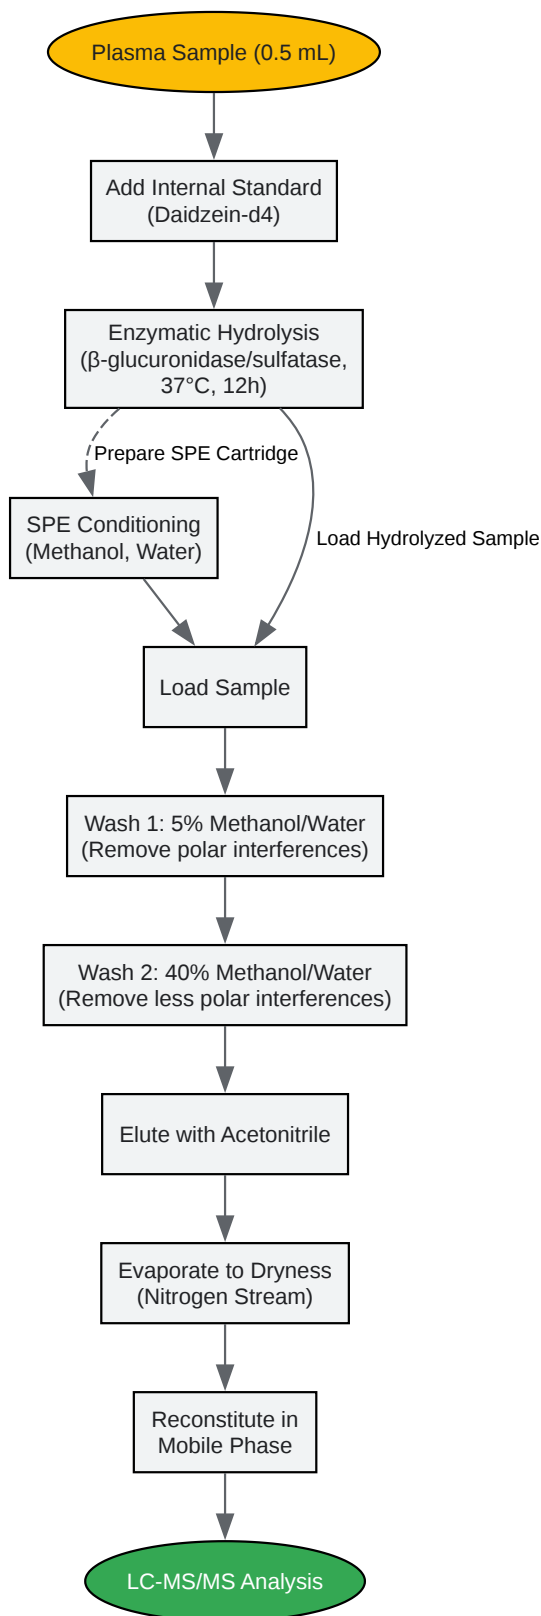 Plasma Sample (0.5 mL)
Add Internal Standard
(Daidzein-d4)
Enzymatic Hydrolysis
(β-glucuronidase/sulfatase,
37°C, 12h)
Prepare SPE Cartridge
SPE Conditioning
(Methanol, Water)
Load Hydrolyzed Sample
Load Sample
Wash 1: 5% Methanol/Water
(Remove polar interferences)
Wash 2: 40% Methanol/Water
(Remove less polar interferences)
Elute with Acetonitrile
Evaporate to Dryness
(Nitrogen Stream)
Reconstitute in
Mobile Phase
LC-MS/MS Analysis